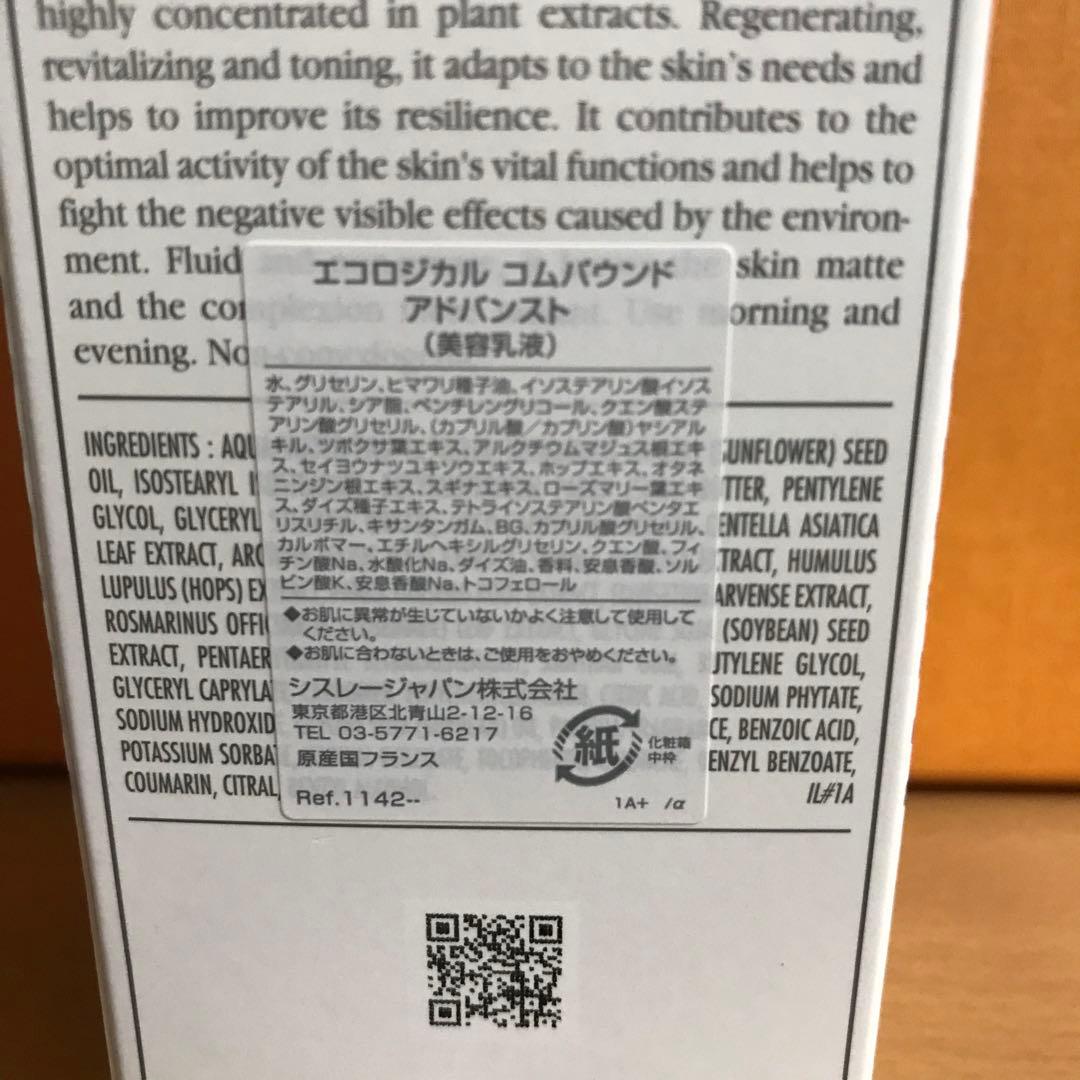 highly concentrated in plant extracts. Regenerating,
revitalizing and toning, it adapts to the skin's needs and
helps to improve its resilience. It contributes to the
optimal activity of the skin's vital functions and helps to
fight the negative visible effects caused by the environ-
ment. Fluid skin matte
and the complexion Use morning and
evening. Non-comedo
INGREDIENTS : AQU SUNFLOWER) SEED
OIL, ISOSTEARYL I TTER, PENTYLENE
GLYCOL, GLYCERYL ENTELLA ASIATICA
LEAF EXTRACT, ARC TRACT, HUMULUS
LUPULUS (HOPS) EX ARVENSE EXTRACT,
ROSMARINUS OFFI (SOYBEAN) SEED
EXTRACT, PENTAER UTYLENE GLYCOL,
GLYCERYL CAPRYLA SODIUM PHYTATE,
SODIUM HYDROXID CE, BENZOIC ACID,
POTASSIUM SORBA ENZYL BENZOATE,
COUMARIN, CITRAL IL#1A
エコロジカル コムパウンド
アドバンスト
（美容乳液）
水、グリセリン、ヒマワリ種子油、イソステアリン酸イソス
テアリル、シア脂、ペンチレングリコール、クエン酸ステ
アリン酸グリセリル、（カプリル酸／カプリン酸）ヤシアル
キル、ツボクサ葉エキス、アルクチウムマジュス根エキ
ス、セイヨウナツユキソウエキス、ホップエキス、オタネ
ニンジン根エキス、スギナエキス、ローズマリー葉エキ
ス、ダイズ種子エキス、テトライソステアリン酸ペンタエ
リスリチル、キサンタンガム、BG、カプリル酸グリセリル、
カルボマー、エチルヘキシルグリセリン、クエン酸、フィ
チン酸Na、水酸化Na、ダイズ油、香料、安息香酸、ソル
ビン酸K、安息香酸Na、トコフェロール
◆お肌に異常が生じていないかよく注意して使用して
ください。
◆お肌に合わないときは、ご使用をおやめください。
シスレージャパン株式会社
東京都港区北青山2-12-16
TEL 03-5771-6217
原産国フランス
紙
化粧箱
中枠
Ref.1142--
1A+ /α